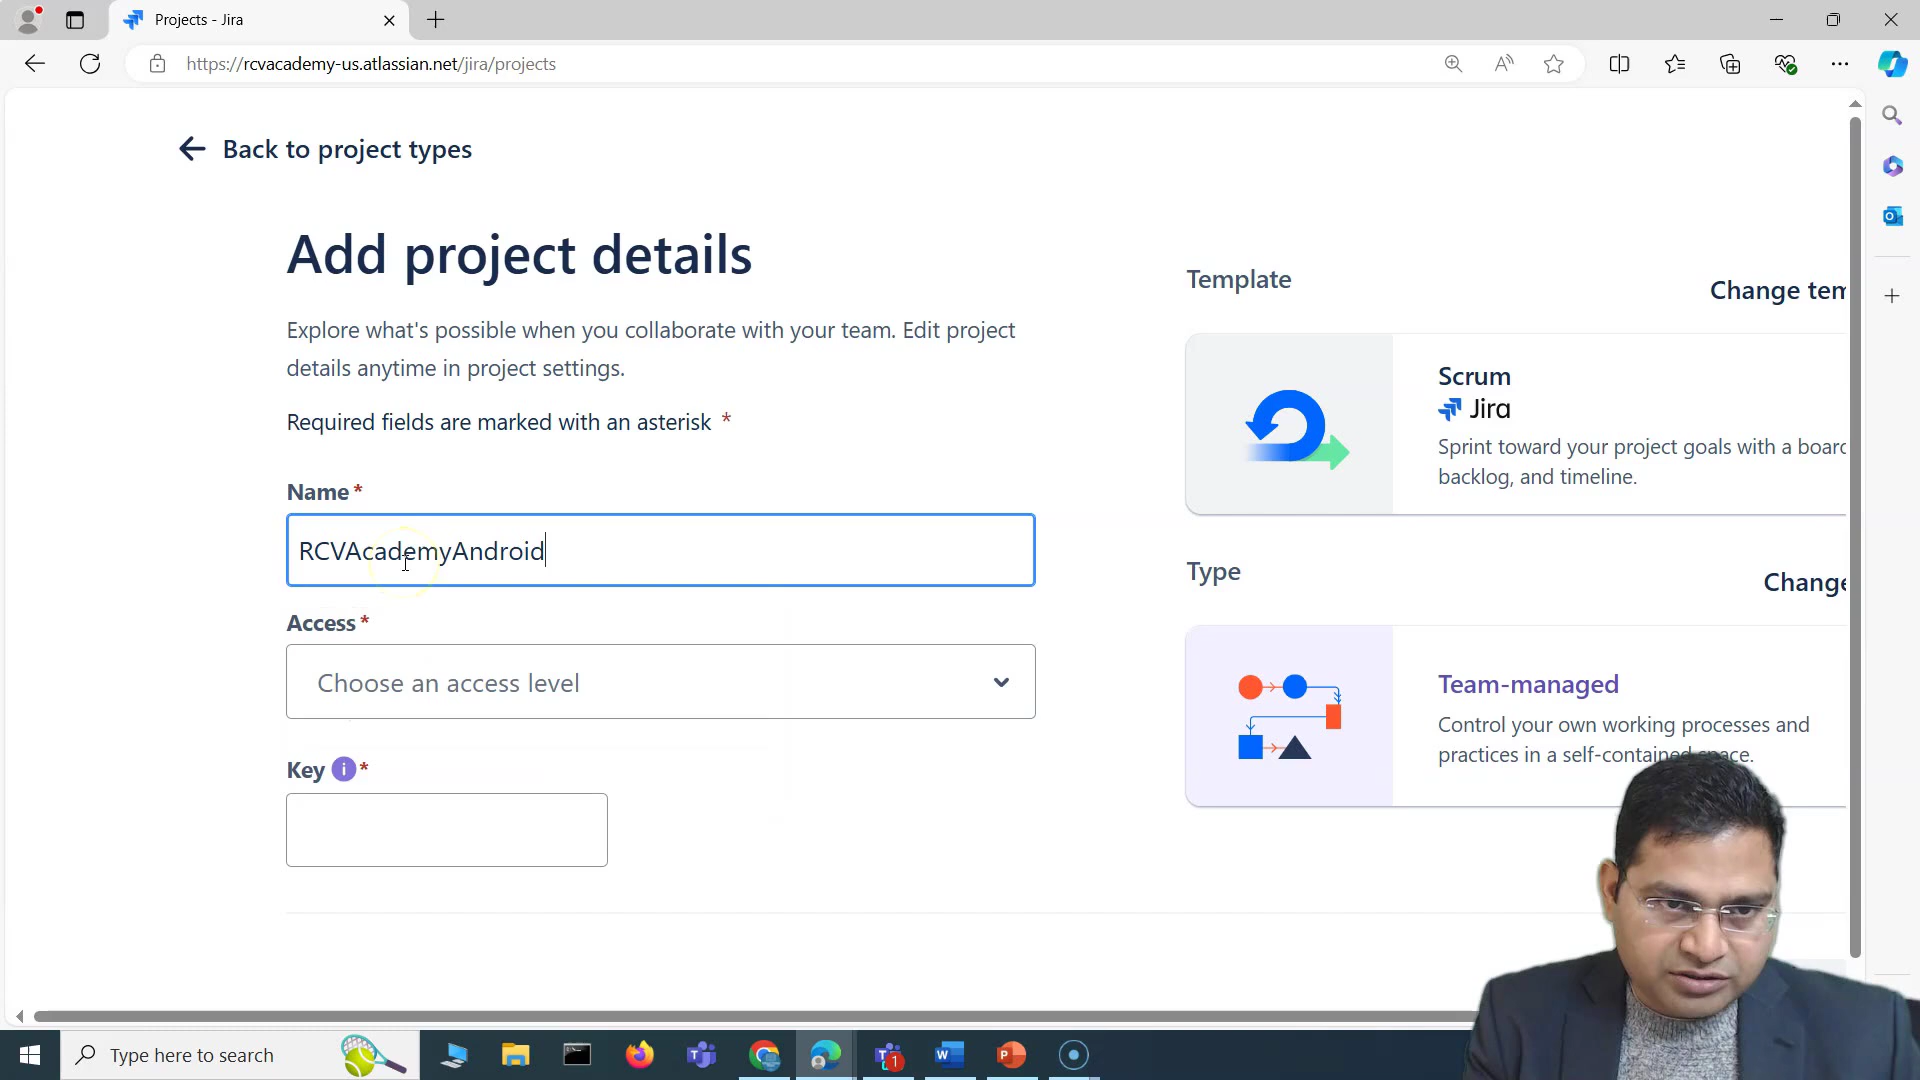 Projects - Jira
https://rcvacademy-us.atlassian.net/jira/projects
Back to project types
Add project details
Explore what's possible when you collaborate with your team. Edit project
details anytime in project settings.
Required fields are marked with an asterisk *
Name *
RCVAcademyAndroid
Access *
Choose an access level
Key i *
Template
Change tem
Scrum
Jira
Sprint toward your project goals with a board
backlog, and timeline.
Type
Change
Team-managed
Control your own working processes and
practices in a self-contained space.
Type here to search
1